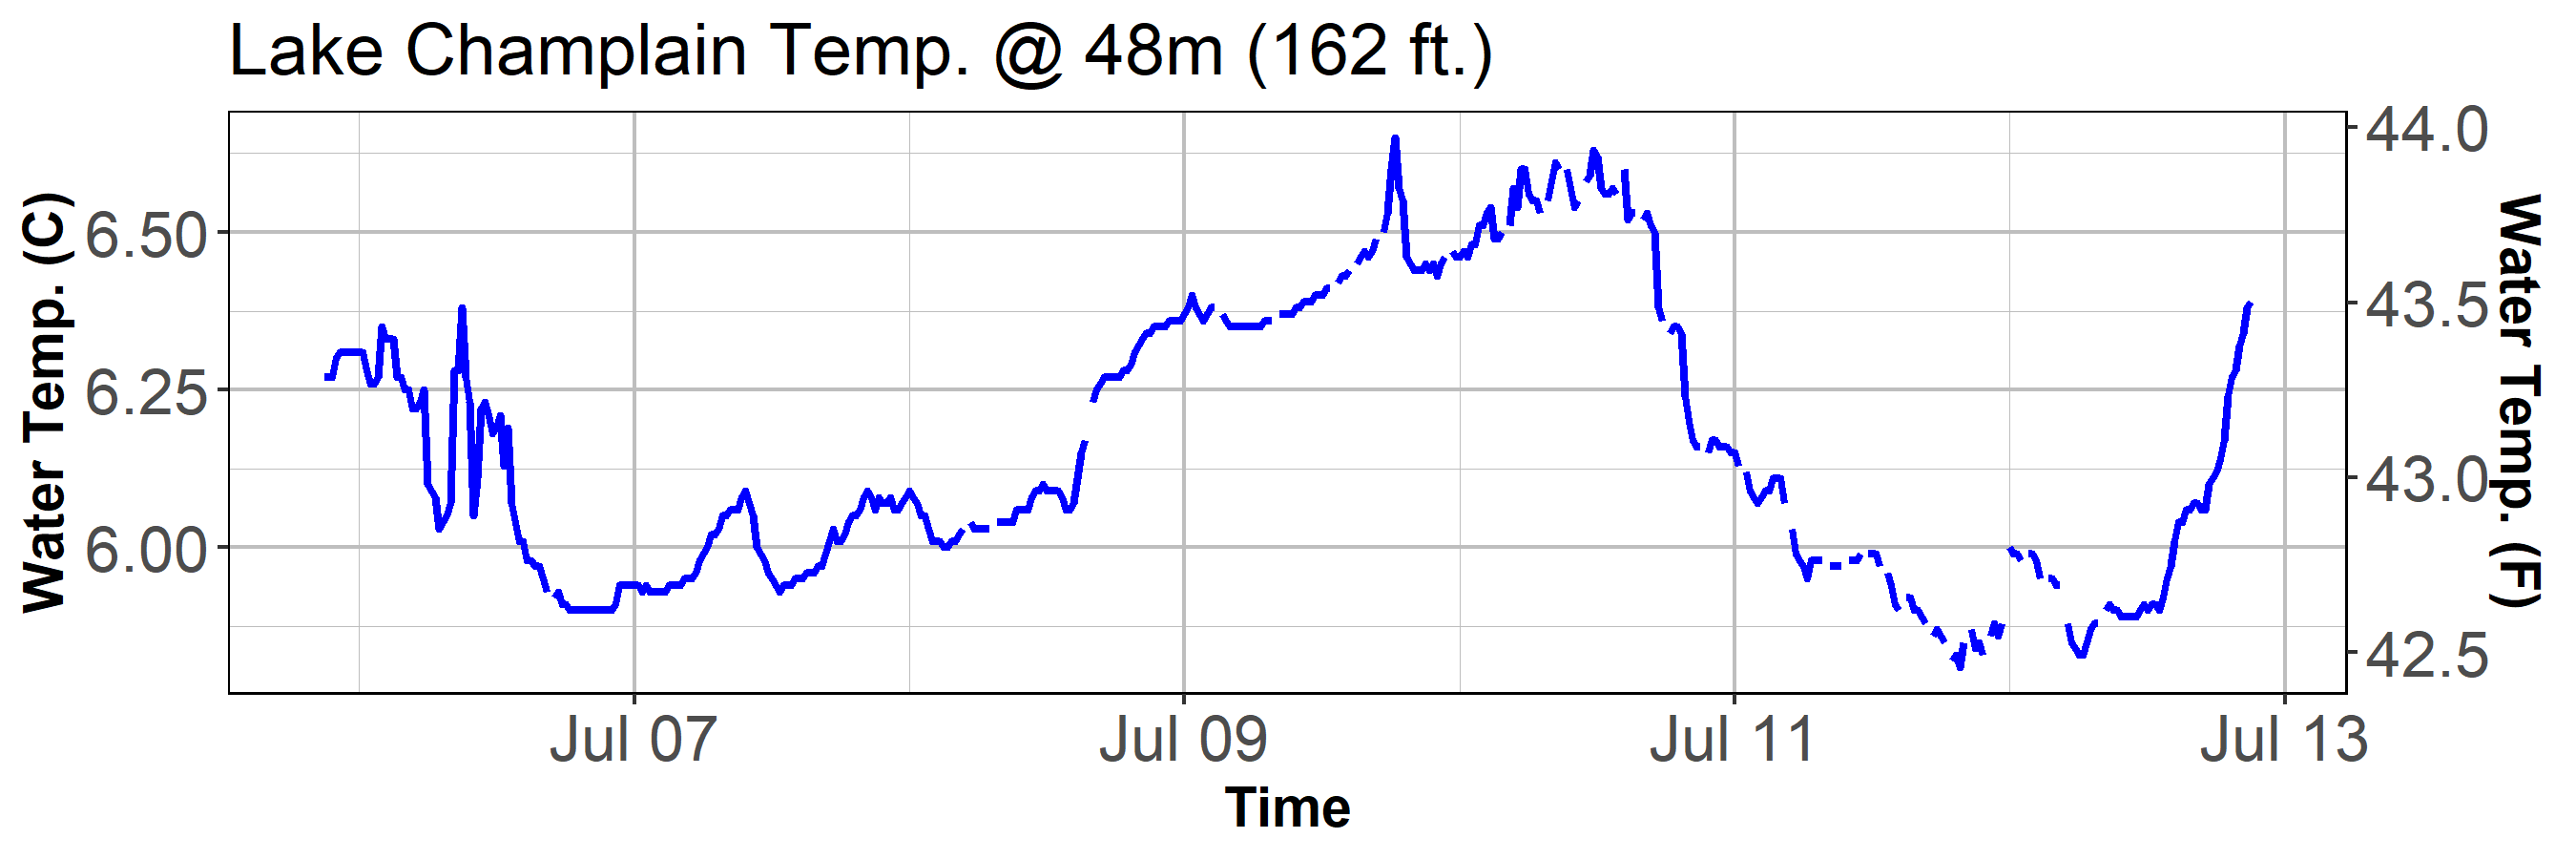 Lake Champlain Temp. @ 48m (162 ft.)
Water Temp. (C)
6.50
6.25
6.00
44.0
43.5
43.0
42.5
Water Temp. (F)
Jul 07 Jul 09 Jul 11 Jul 13
Time